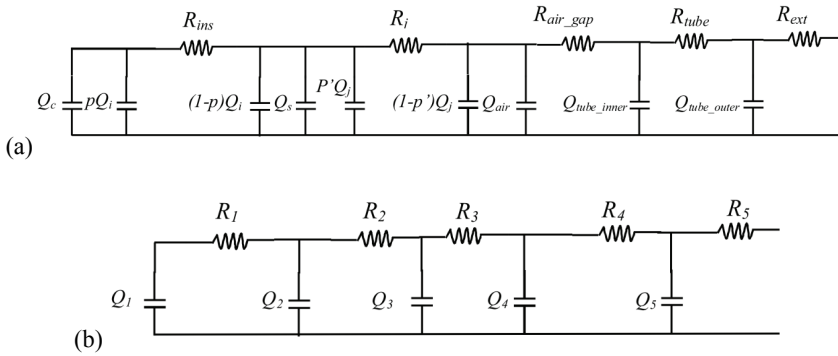 R_ins R_i R_air_gap R_tube R_ext
Q_c pQ_i (1-p)Q_i Q_s P'Q_j (1-p')Q_j Q_air Q_tube_inner Q_tube_outer
(a)
R_1 R_2 R_3 R_4 R_5
Q_1 Q_2 Q_3 Q_4 Q_5
(b)